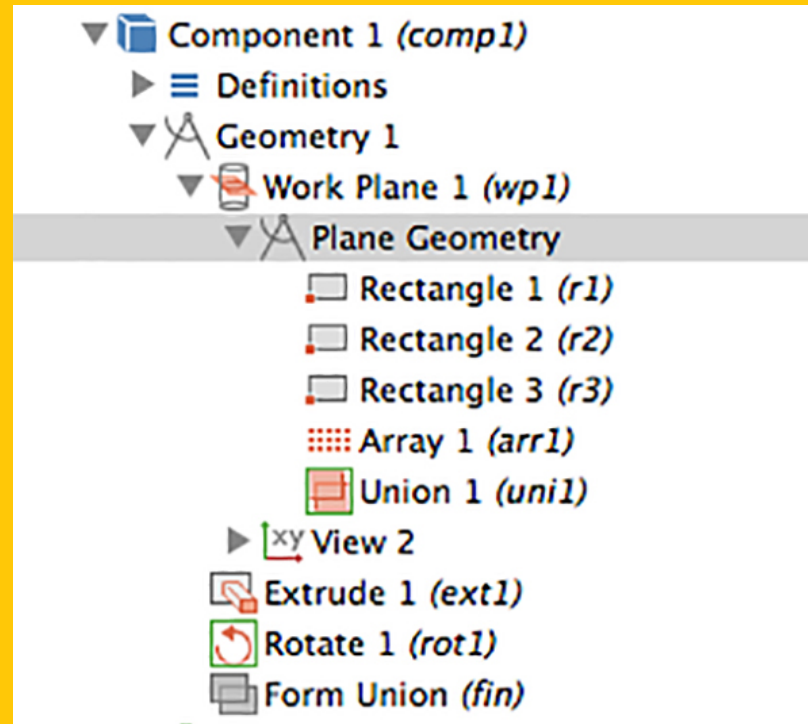 Component 1 (comp1)
Definitions
Geometry 1
Work Plane 1 (wp1)
Plane Geometry
Rectangle 1 (r1)
Rectangle 2 (r2)
Rectangle 3 (r3)
Array 1 (arr1)
Union 1 (uni1)
xy View 2
Extrude 1 (ext1)
Rotate 1 (rot1)
Form Union (fin)